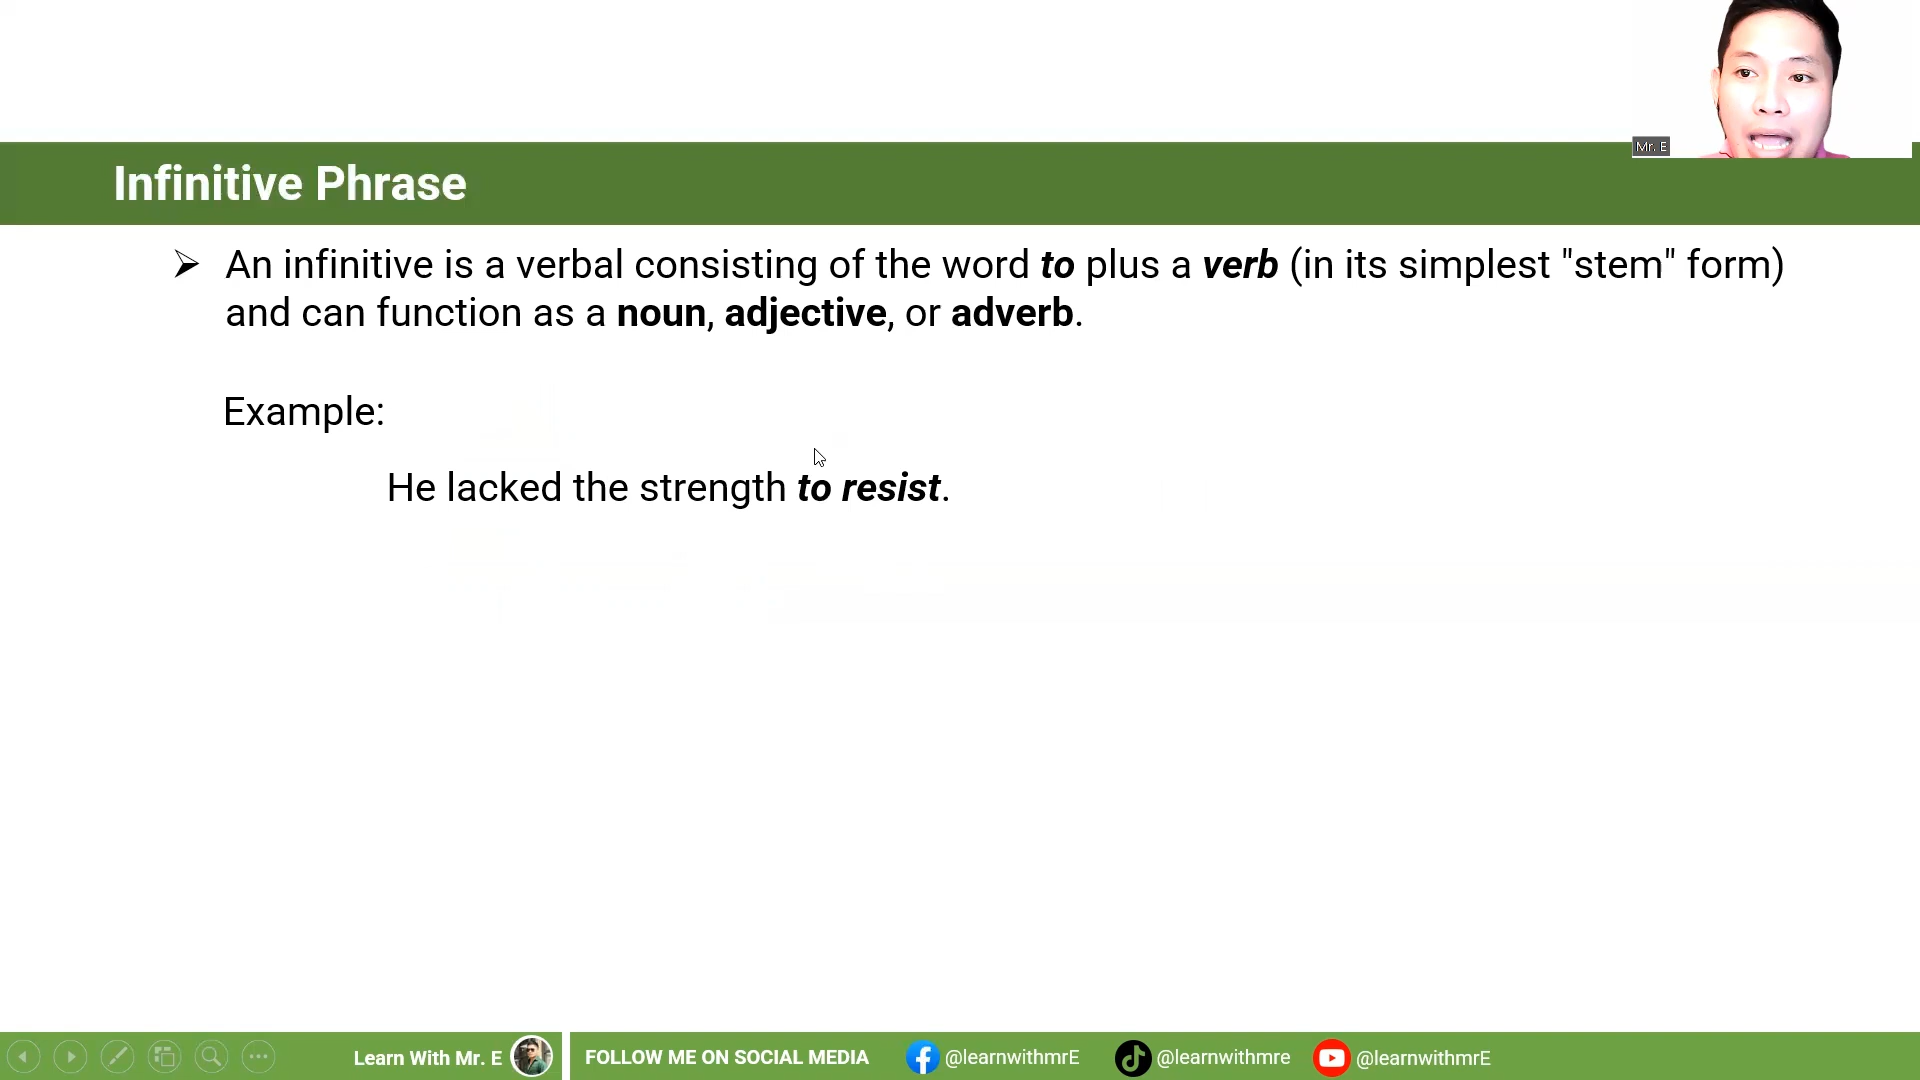 Mr. E
Infinitive Phrase
An infinitive is a verbal consisting of the word to plus a verb (in its simplest "stem" form)
and can function as a noun, adjective, or adverb.
Example:
He lacked the strength to resist.
Learn With Mr. E
FOLLOW ME ON SOCIAL MEDIA
@learnwithmrE
@learnwithmre
@learnwithmrE